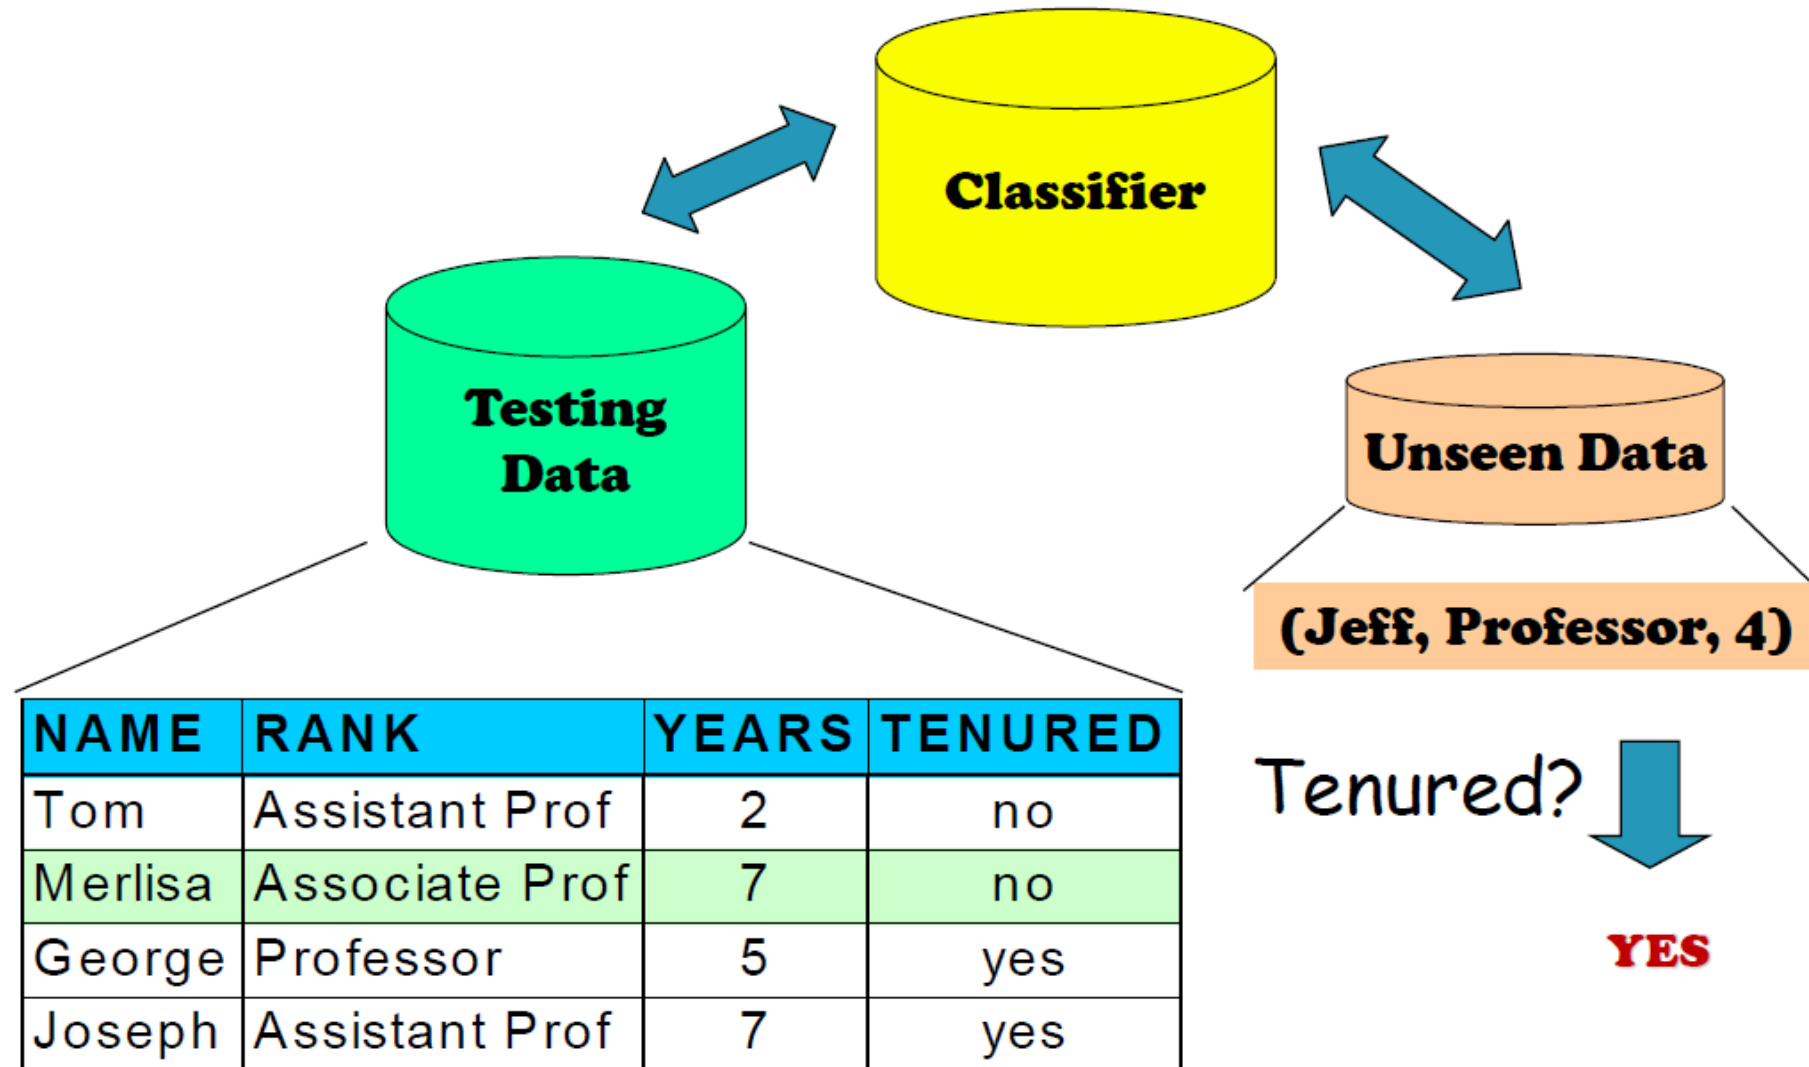 Classifier
Testing
Data
Unseen Data
(Jeff, Professor, 4)
NAME RANK YEARS TENURED
Tom Assistant Prof 2 no
Merlisa Associate Prof 7 no
George Professor 5 yes
Joseph Assistant Prof 7 yes
Tenured?
YES